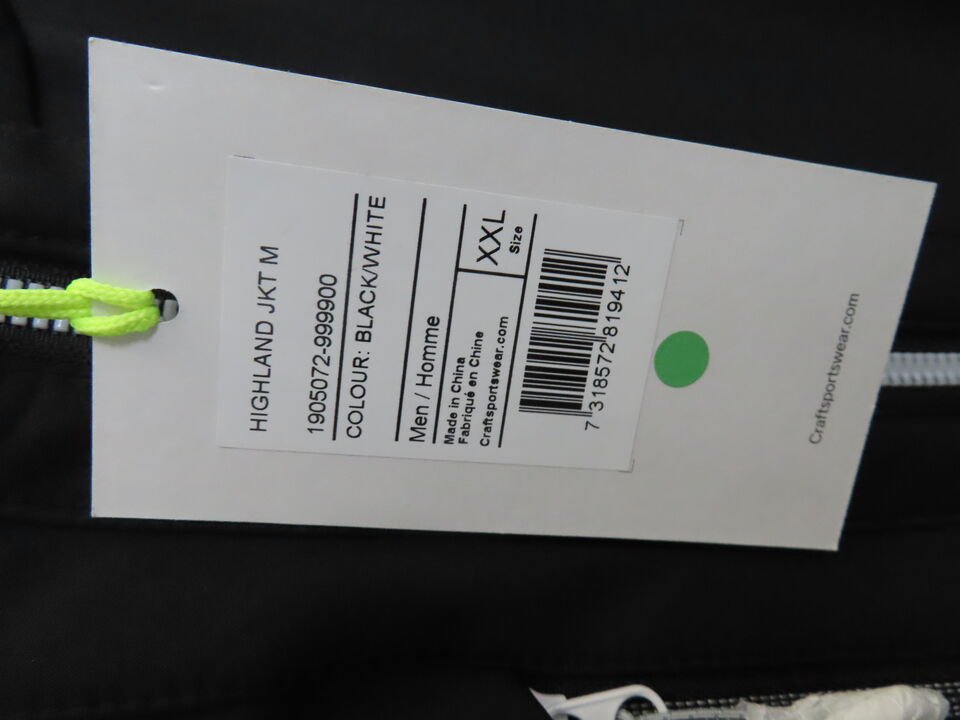 HIGHLAND JKT M
1905072-999900
COLOUR: BLACK/WHITE
Men / Homme
Made in China
Fabriqué en Chine
Craftsportswear.com
XXL
Size
7 318572 819412
Craftsportswear.com